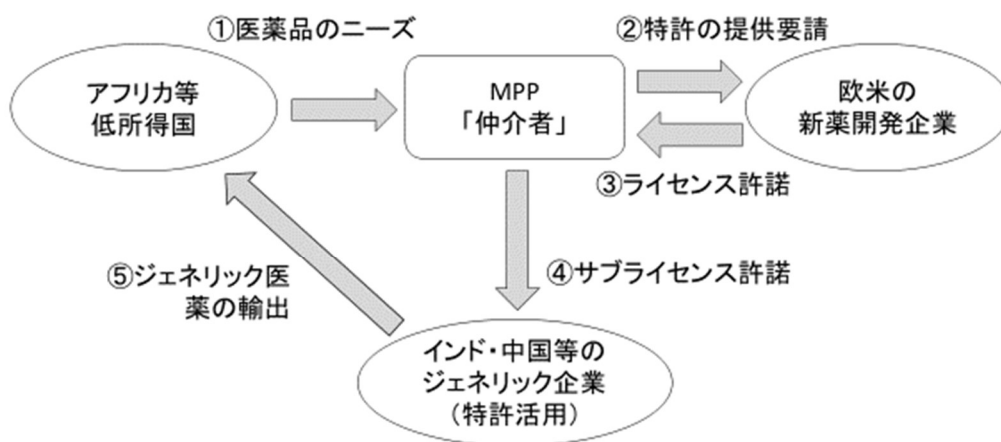 ①医薬品のニーズ
②特許の提供要請
アフリカ等
低所得国
MPP
「仲介者」
欧米の
新薬開発企業
③ライセンス許諾
④サブライセンス許諾
⑤ジェネリック医
薬の輸出
インド・中国等の
ジェネリック企業
（特許活用）